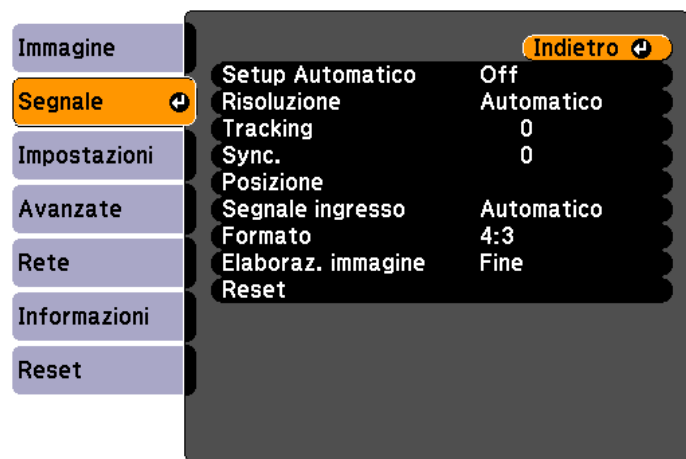 Immagine
Segnale
Impostazioni
Avanzate
Rete
Informazioni
Reset
Indietro
Setup Automatico Off
Risoluzione Automatico
Tracking 0
Sync. 0
Posizione
Segnale ingresso Automatico
Formato 4:3
Elaboraz. immagine Fine
Reset